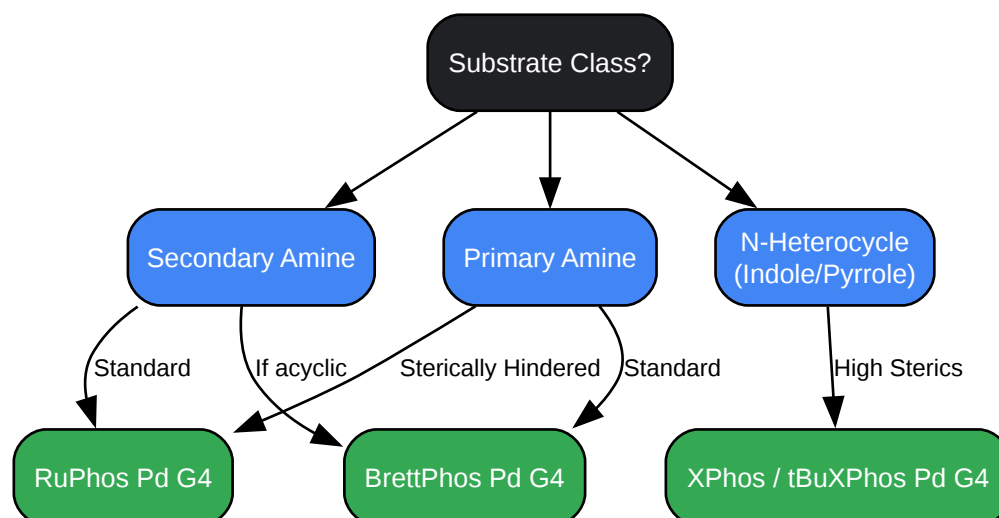 Substrate Class?
Secondary Amine
Primary Amine
N-Heterocycle
(Indole/Pyrrole)
Standard
If acyclic
Sterically Hindered
Standard
High Sterics
RuPhos Pd G4
BrettPhos Pd G4
XPhos / tBuXPhos Pd G4